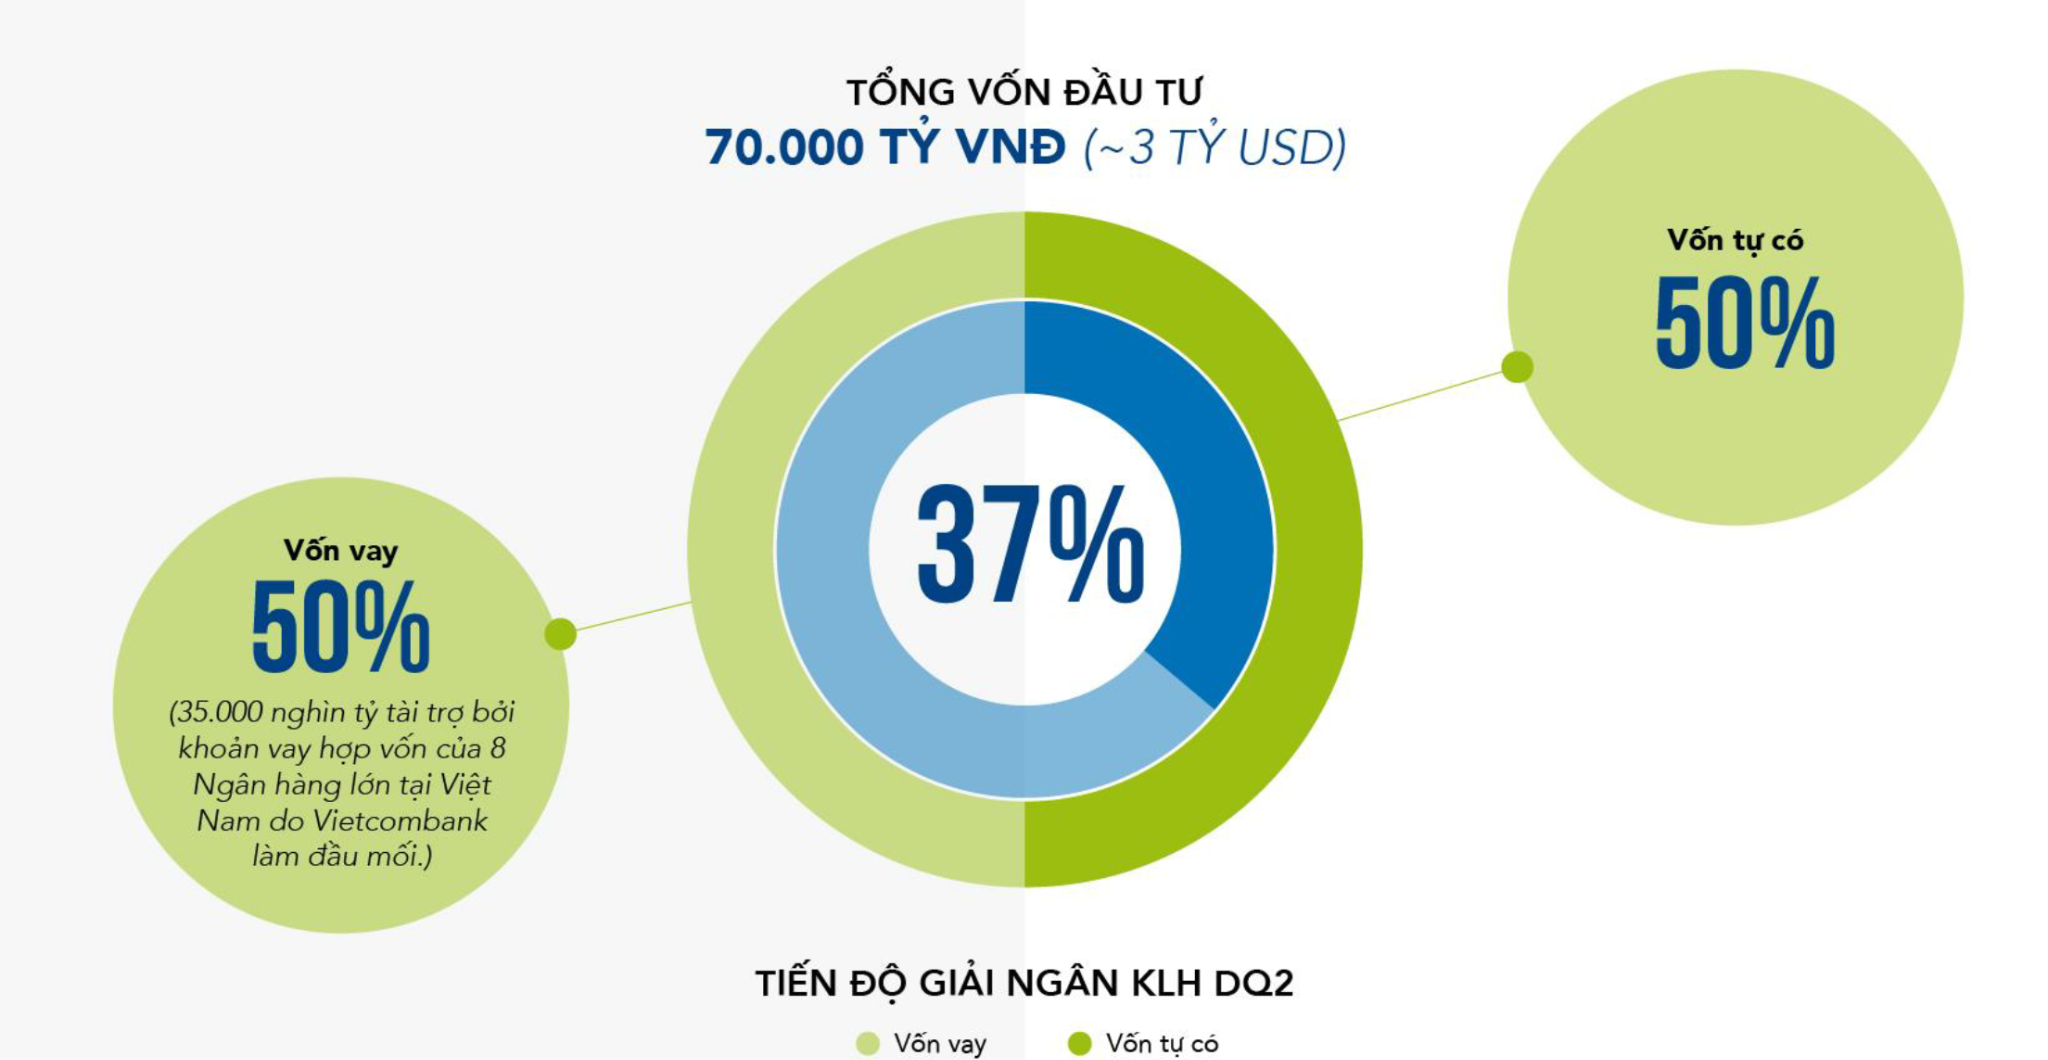 TỔNG VỐN ĐẦU TƯ
70.000 TỶ VNĐ (~3 TỶ USD)
Vốn tự có
50%
37%
Vốn vay
50%
(35.000 nghìn tỷ tài trợ bởi
khoản vay hợp vốn của 8
Ngân hàng lớn tại Việt
Nam do Vietcombank
làm đầu mối.)
TIẾN ĐỘ GIẢI NGÂN KLH DQ2
Vốn vay
Vốn tự có